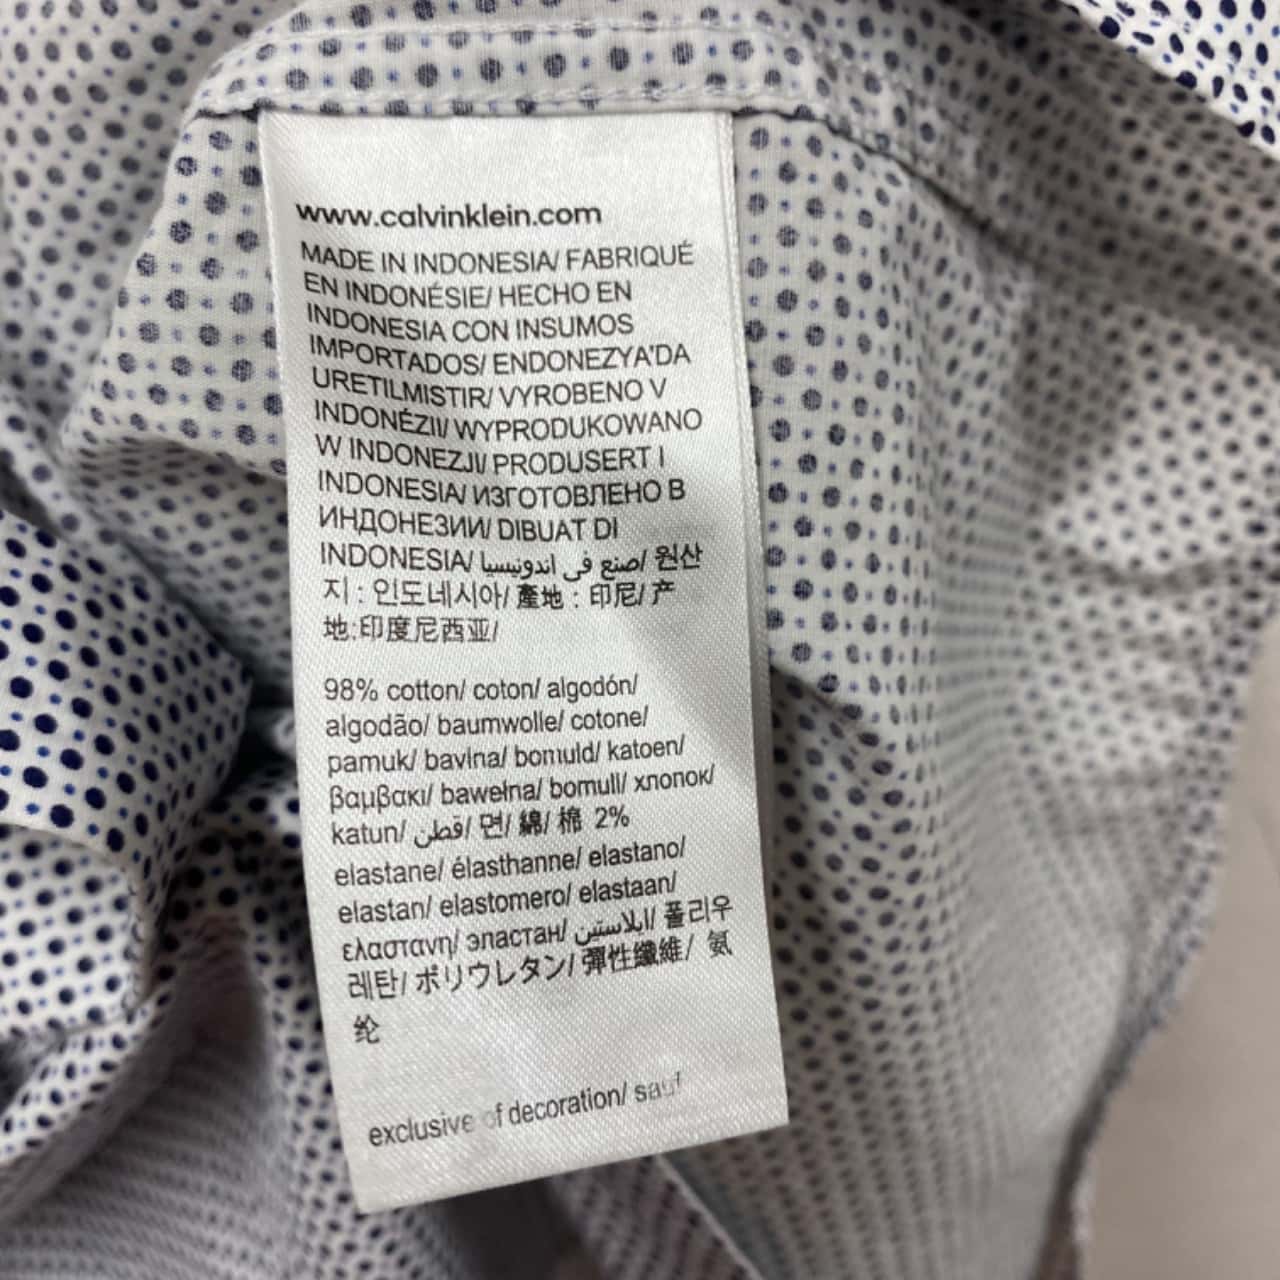 www.calvinklein.com
MADE IN INDONESIA/ FABRIQUÉ
EN INDONÉSIE/ HECHO EN
INDONESIA CON INSUMOS
IMPORTADOS/ ENDONEZYA'DA
URETILMISTIR/ VYROBENO V
INDONÉZII/ WYPRODUKOWANO
W INDONEZJI/ PRODUSERT I
INDONESIA/ ИЗГОТОВЛЕНО В
ИНДОНЕЗИИ/ DIBUAT DI
INDONESIA/ صنع في اندونيسيا/ 원산
지 : 인도네시아/ 產地 : 印尼/ 产
地:印度尼西亚/
98% cotton/ coton/ algodón/
algodão/ baumwolle/ cotone/
pamuk/ bavlna/ bomuld/ katoen/
βαμβακι/ bawełna/ bomull/ хлопок/
katun/ قطن/ 면/ 綿/ 棉 2%
elastane/ élasthanne/ elastano/
elastan/ elastomero/ elastaan/
ελαστανη/ эластан/ ايلاستين/ 폴리우
레탄/ ポリウレタン/ 彈性纖維/ 氨
纶
exclusive of decoration/ sauf